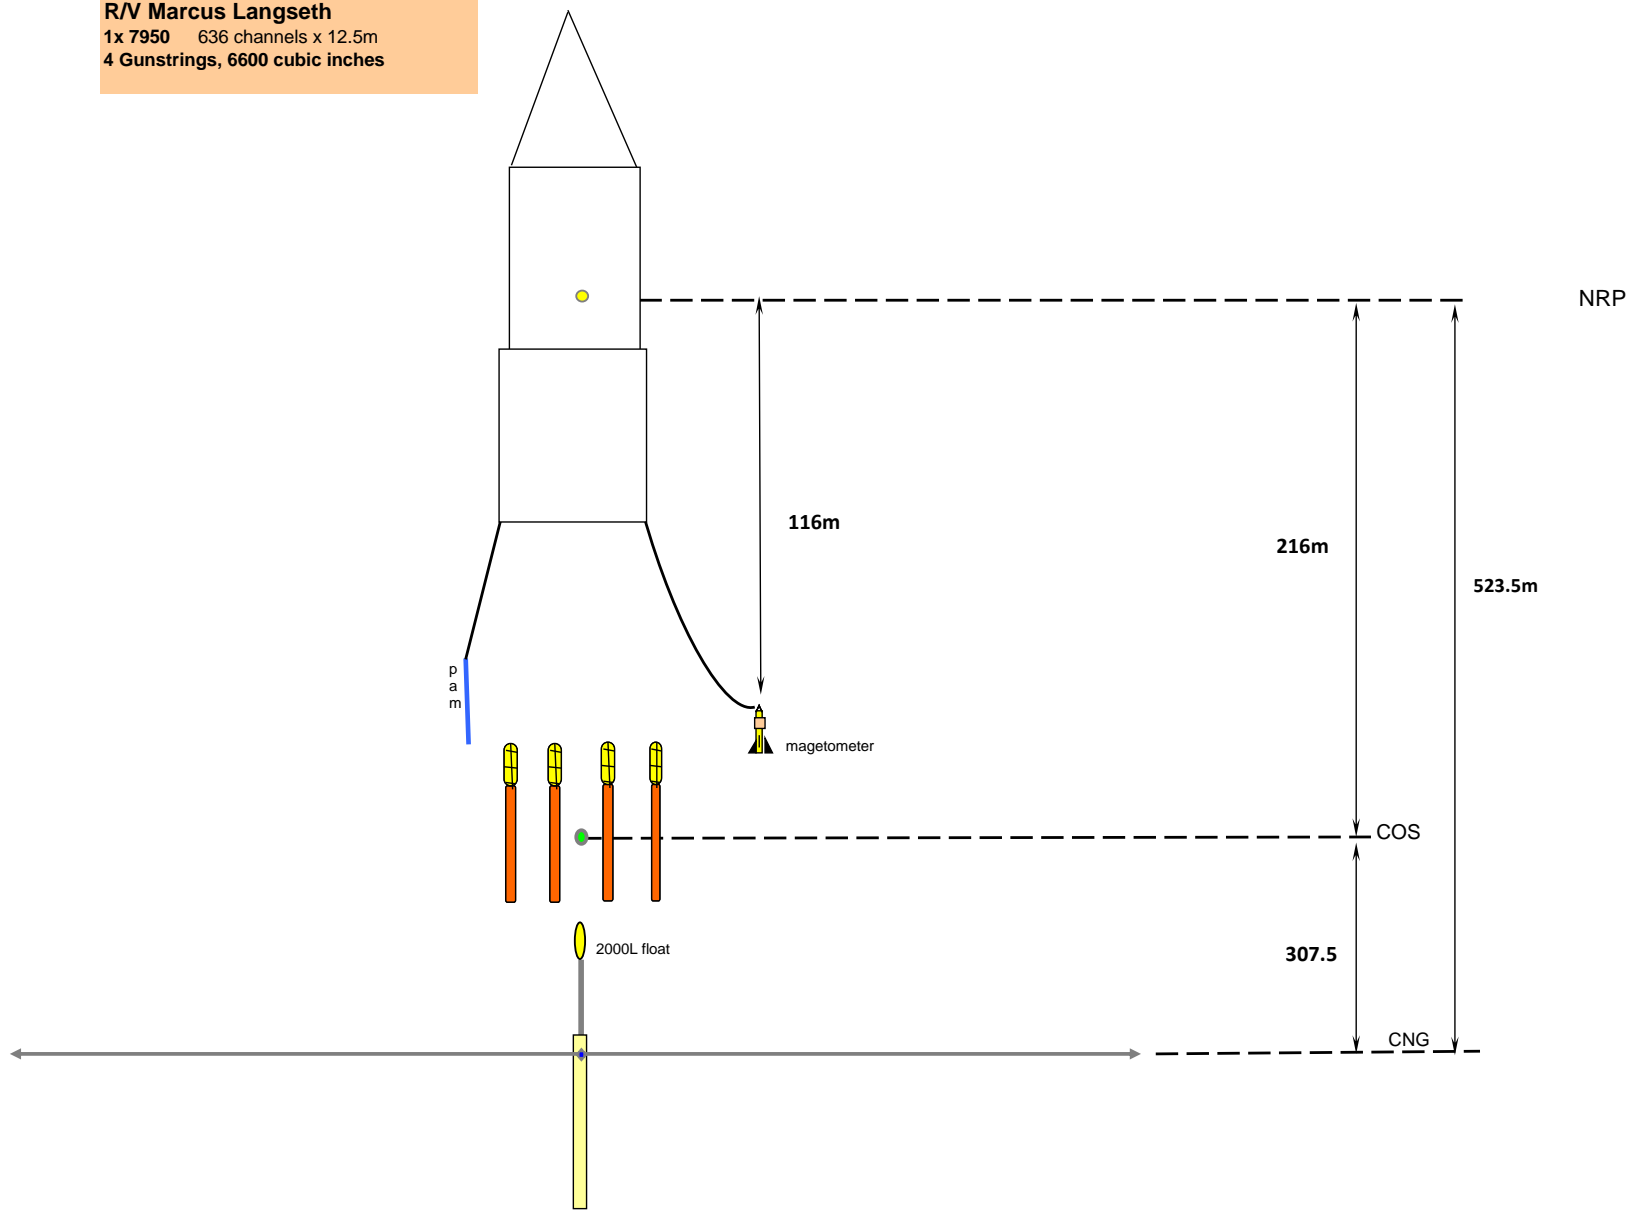 R/V Marcus Langseth
1x 7950 636 channels x 12.5m
4 Gunstrings, 6600 cubic inches
NRP
116m
216m
523.5m
p
a
m
magetometer
COS
2000L float
307.5
CNG